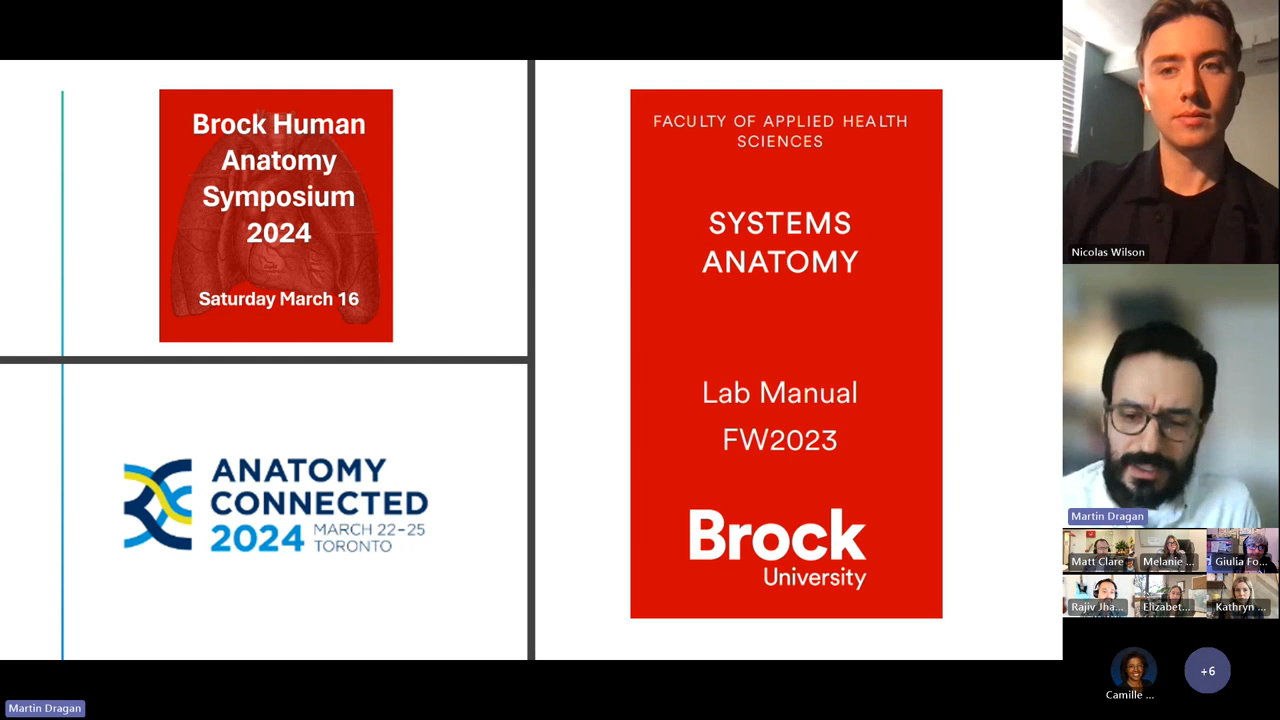 Brock Human
Anatomy
Symposium
2024
Saturday March 16
ANATOMY
CONNECTED
2024 MARCH 22-25
TORONTO
FACULTY OF APPLIED HEALTH
SCIENCES
SYSTEMS
ANATOMY
Lab Manual
FW2023
Brock
University
Nicolas Wilson
Martin Dragan
Matt Clare
Melanie ...
Giulia Fo...
Rajiv Jha...
Elizabet...
Kathryn ...
Camille ...
+6
Martin Dragan